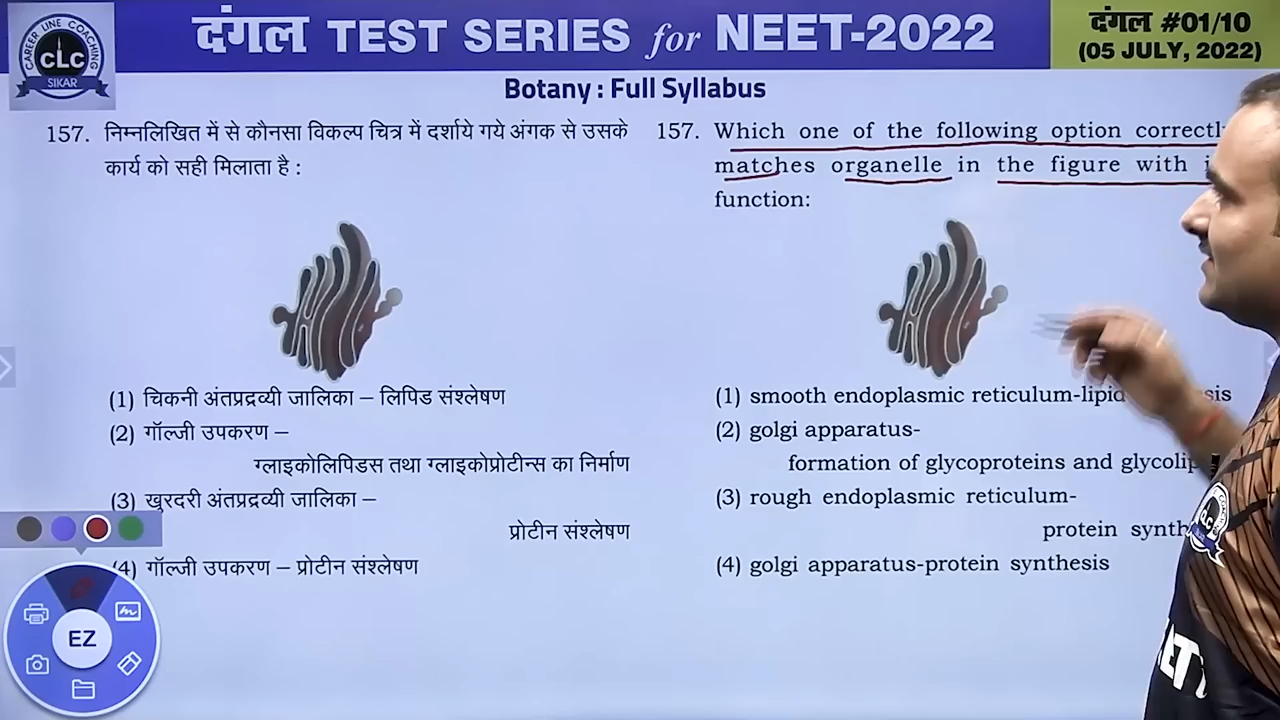 दंगल TEST SERIES for NEET-2022
दंगल #01/10
(05 JULY, 2022)
CAREER LINE COACHING
CLC
SIKAR
Botany : Full Syllabus
157. निम्नलिखित में से कौनसा विकल्प चित्र में दर्शाये गये अंगक से उसके
कार्य को सही मिलाता है :
(1) चिकनी अंतप्रद्रव्यी जालिका – लिपिड संश्लेषण
(2) गॉल्जी उपकरण –
ग्लाइकोलिपिडस तथा ग्लाइकोप्रोटीन्स का निर्माण
(3) खुरदरी अंतप्रद्रव्यी जालिका –
प्रोटीन संश्लेषण
(4) गॉल्जी उपकरण – प्रोटीन संश्लेषण
157. Which one of the following option correctl
matches organelle in the figure with
function:
(1) smooth endoplasmic reticulum-lipid sis
(2) golgi apparatus-
formation of glycoproteins and glycolip
(3) rough endoplasmic reticulum-
protein synth
(4) golgi apparatus-protein synthesis
EZ
CLC